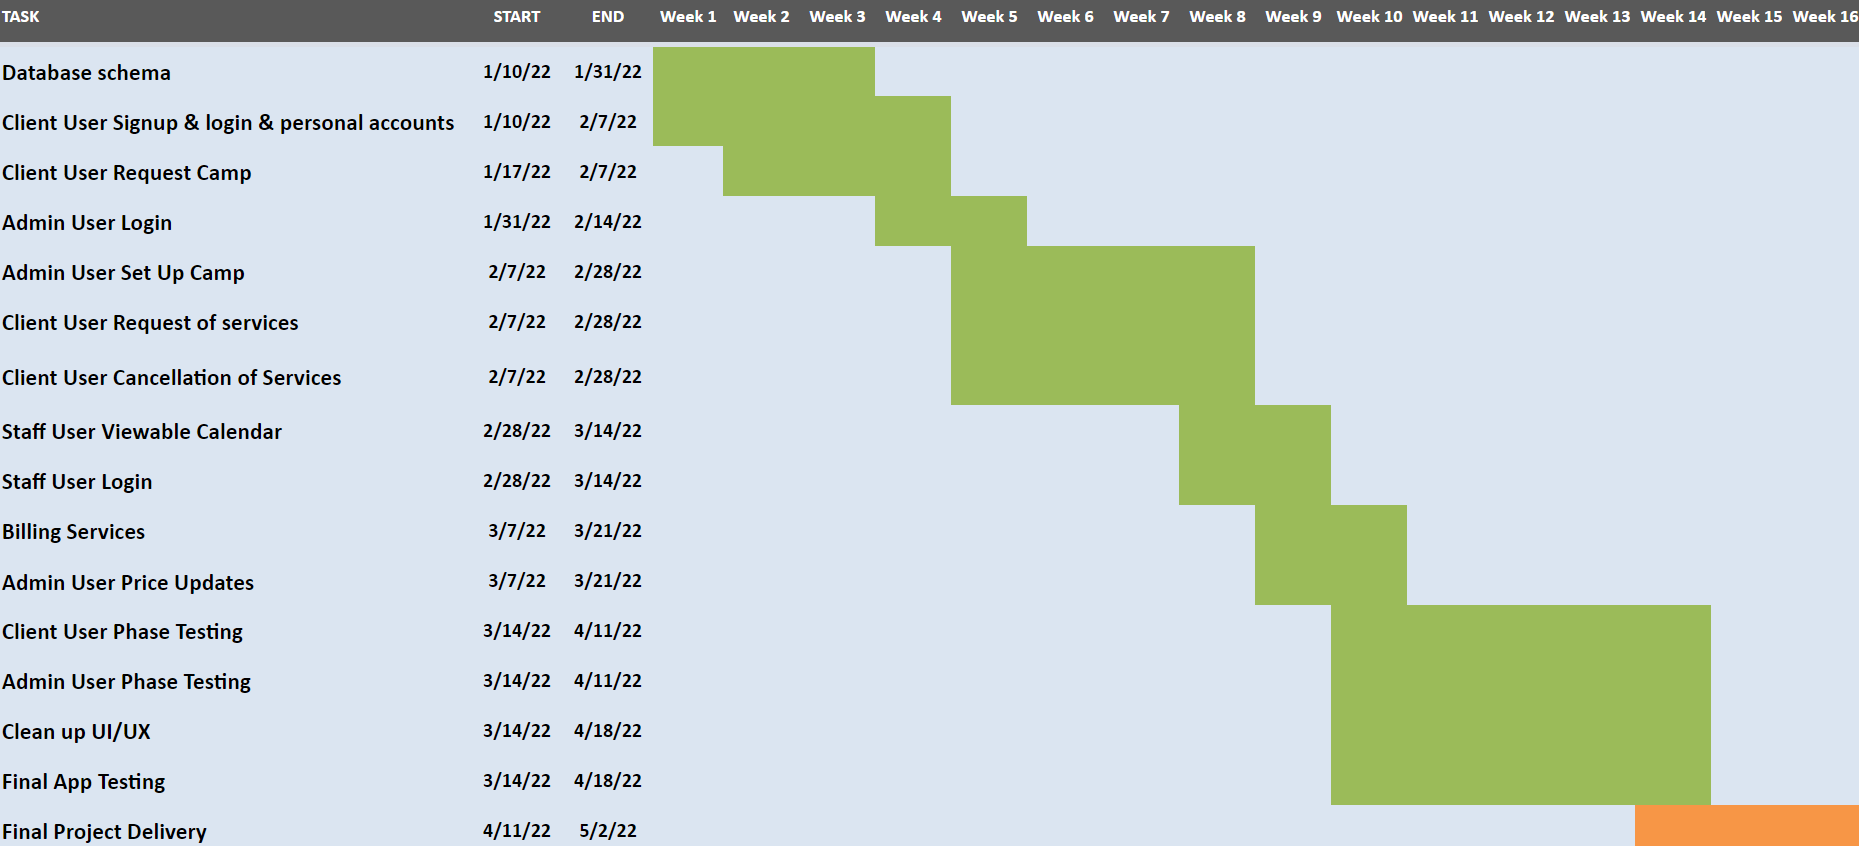 TASK START END Week 1 Week 2 Week 3 Week 4 Week 5 Week 6 Week 7 Week 8 Week 9 Week 10 Week 11 Week 12 Week 13 Week 14 Week 15 Week 16
Database schema 1/10/22 1/31/22
Client User Signup & login & personal accounts 1/10/22 2/7/22
Client User Request Camp 1/17/22 2/7/22
Admin User Login 1/31/22 2/14/22
Admin User Set Up Camp 2/7/22 2/28/22
Client User Request of services 2/7/22 2/28/22
Client User Cancellation of Services 2/7/22 2/28/22
Staff User Viewable Calendar 2/28/22 3/14/22
Staff User Login 2/28/22 3/14/22
Billing Services 3/7/22 3/21/22
Admin User Price Updates 3/7/22 3/21/22
Client User Phase Testing 3/14/22 4/11/22
Admin User Phase Testing 3/14/22 4/11/22
Clean up UI/UX 3/14/22 4/18/22
Final App Testing 3/14/22 4/18/22
Final Project Delivery 4/11/22 5/2/22